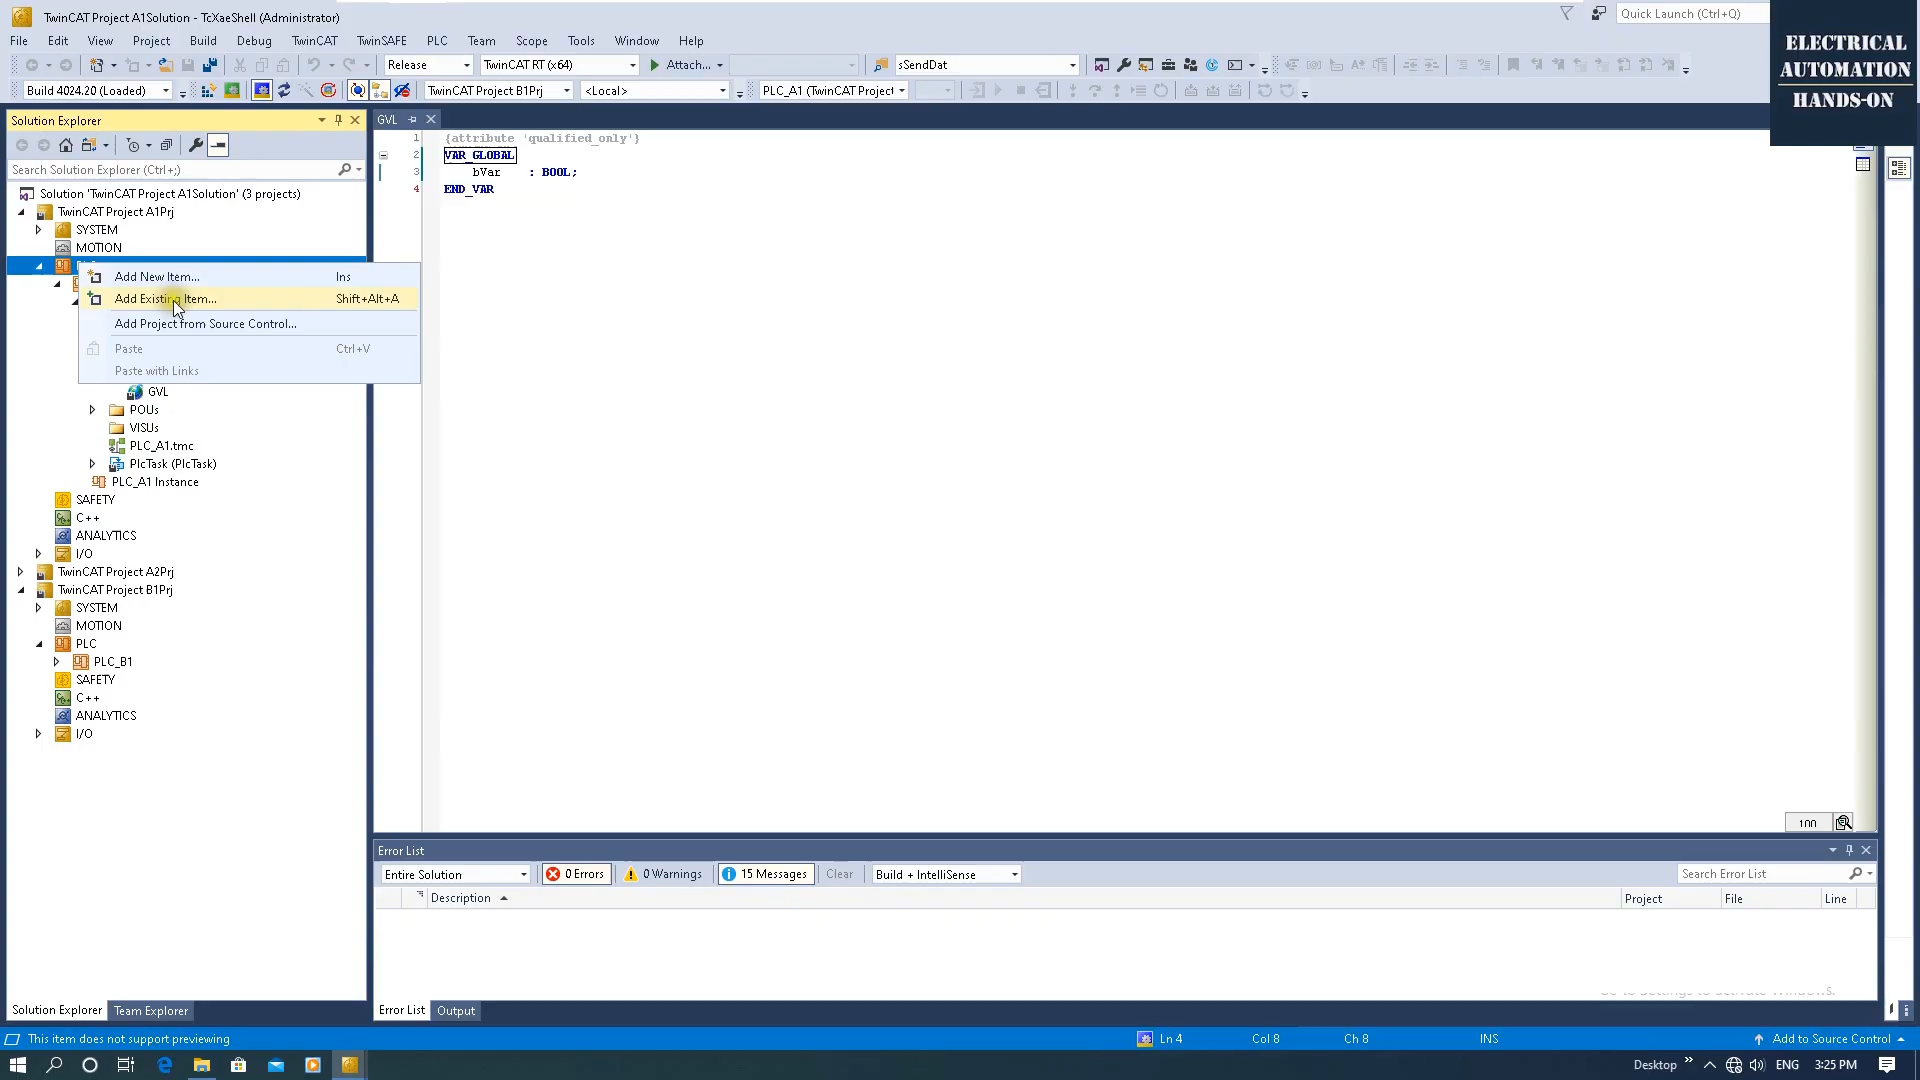 TwinCAT Project A1Solution - TcXaeShell (Administrator)
Quick Launch (Ctrl+Q)
File Edit View Project Build Debug TwinCAT TwinSAFE PLC Team Scope Tools Window Help
Release TwinCAT RT (x64) Attach... sSendDat
Build 4024.20 (Loaded) TwinCAT Project B1Prj <Local> PLC_A1 (TwinCAT Project
ELECTRICAL
AUTOMATION
HANDS-ON
Solution Explorer
Search Solution Explorer (Ctrl+;)
Solution 'TwinCAT Project A1Solution' (3 projects)
TwinCAT Project A1Prj
SYSTEM
MOTION
Add New Item... Ins
Add Existing Item... Shift+Alt+A
Add Project from Source Control...
Paste Ctrl+V
Paste with Links
GVL
POUs
VISUs
PLC_A1.tmc
PlcTask (PlcTask)
PLC_A1 Instance
SAFETY
C++
ANALYTICS
I/O
TwinCAT Project A2Prj
TwinCAT Project B1Prj
SYSTEM
MOTION
PLC
PLC_B1
SAFETY
C++
ANALYTICS
I/O
Solution Explorer Team Explorer
GVL
1 {attribute 'qualified_only'}
2 VAR_GLOBAL
3 bVar : BOOL;
4 END_VAR
100
Error List
Entire Solution 0 Errors 0 Warnings 15 Messages Clear Build + IntelliSense Search Error List
Description Project File Line
Error List Output
This item does not support previewing Ln 4 Col 8 Ch 8 INS Add to Source Control
Desktop ENG 3:25 PM